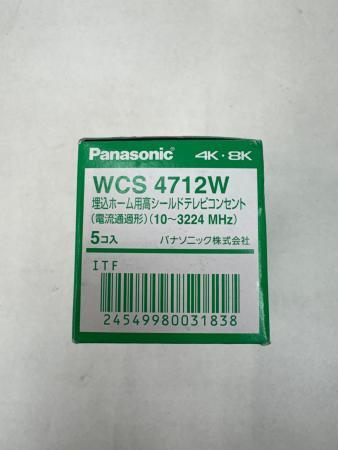 Panasonic 4K・8K
WCS 4712W
埋込ホーム用高シールドテレビコンセント
(電流通過形)(10~3224 MHz)
5コ入 パナソニック株式会社
ITF
24549980031838